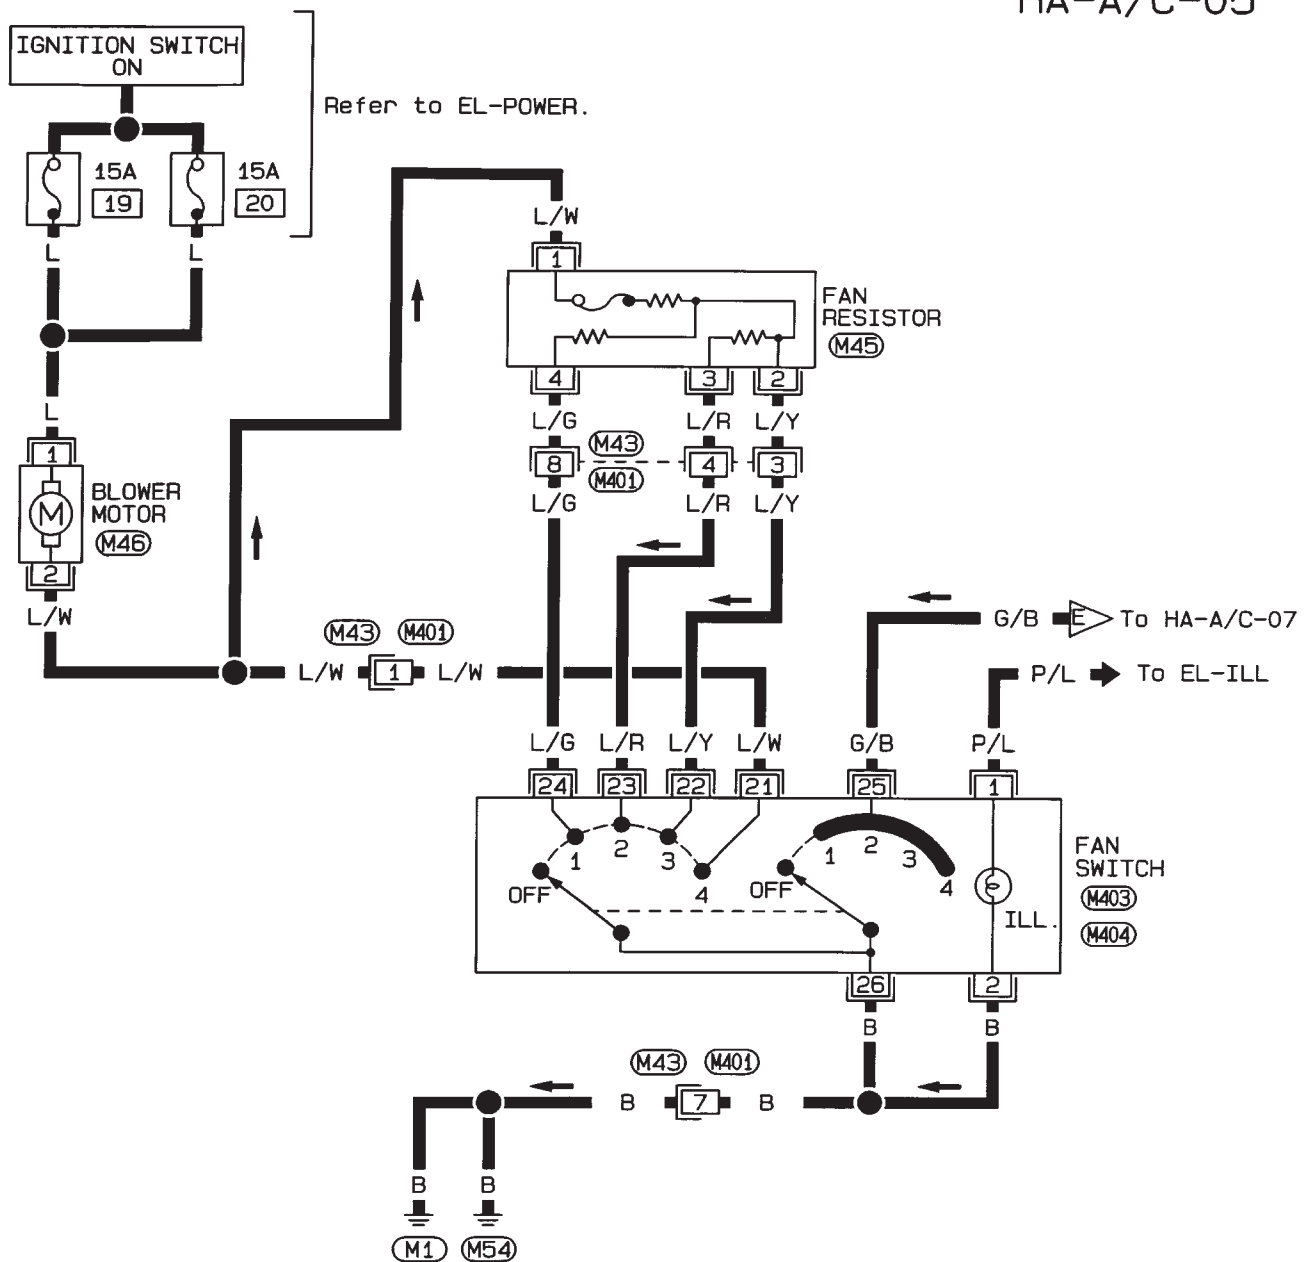 HA-A/C-05
IGNITION SWITCH
ON
Refer to EL-POWER.
15A
19
15A
20
L
L
L/W
1
FAN
RESISTOR
M45
4
3
2
L
L/G
L/R
L/Y
1
M43
8
4
3
M401
BLOWER
MOTOR
M
M46
L/G
L/R
L/Y
2
L/W
G/B
E
To HA-A/C-07
M43
M401
L/W
1
L/W
P/L
To EL-ILL
L/G
L/R
L/Y
L/W
G/B
P/L
24
23
22
21
25
1
1
2
3
4
OFF
1
2
3
4
OFF
ILL.
FAN
SWITCH
M403
M404
26
2
B
B
M43
M401
B
7
B
B
B
M1
M54